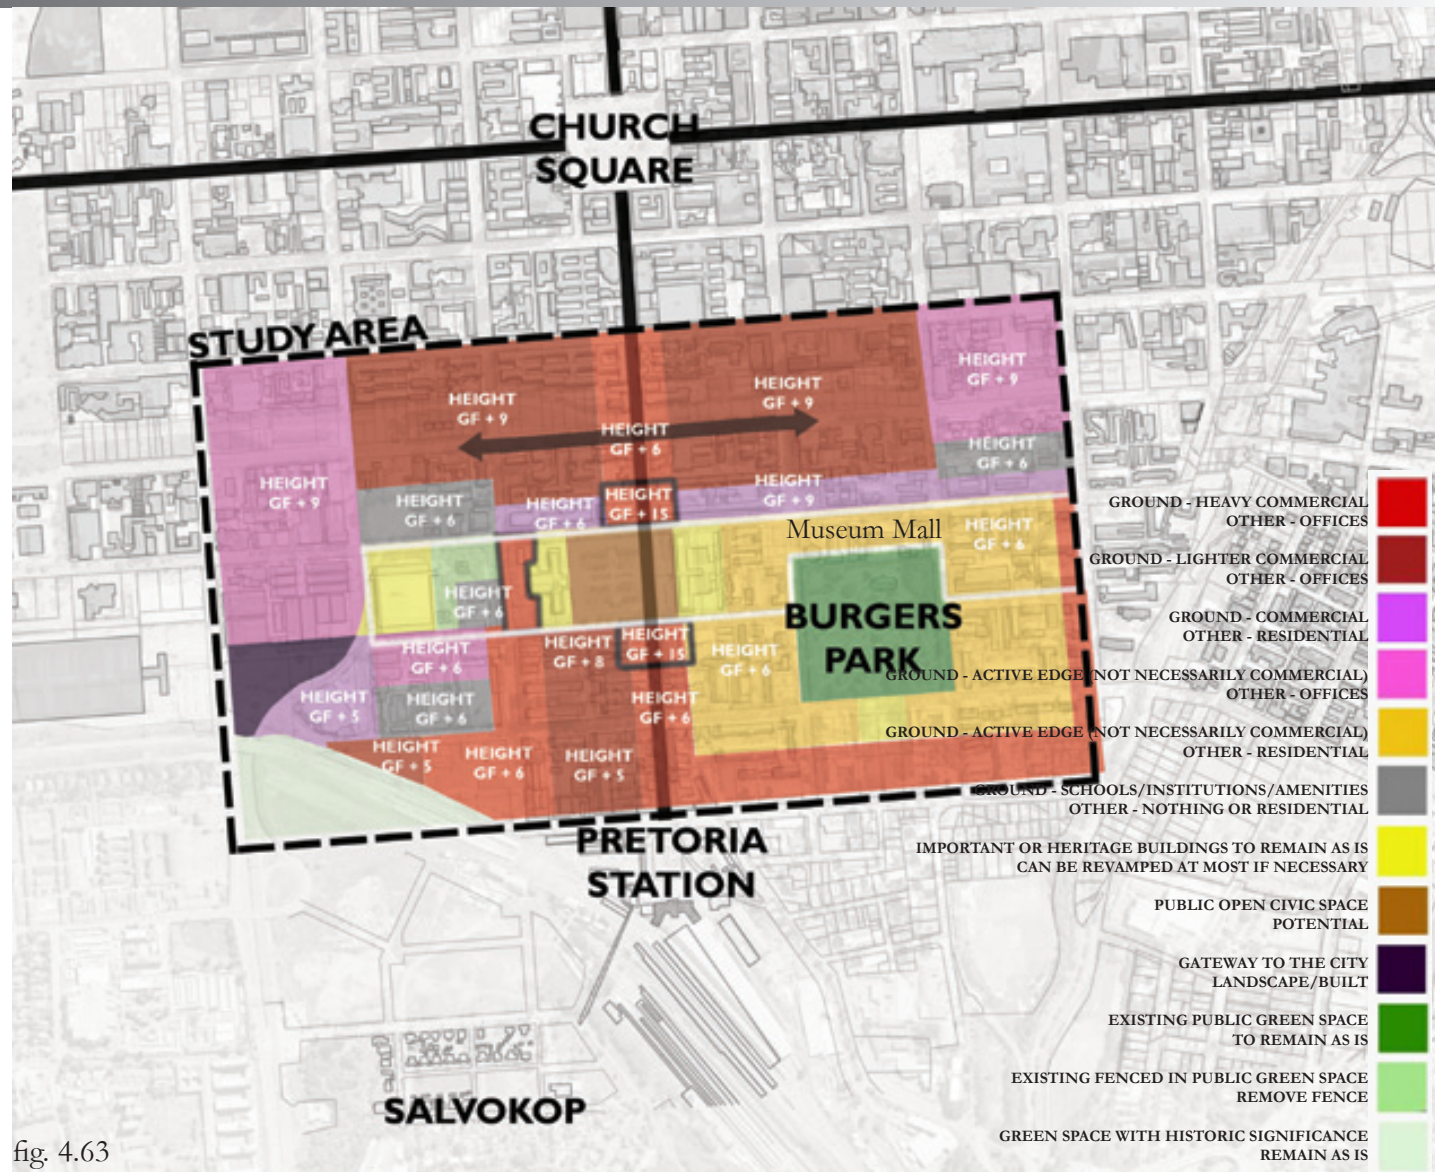 CHURCH
SQUARE
STUDY AREA
HEIGHT
GF + 9
HEIGHT
GF + 9
HEIGHT
GF + 9
HEIGHT
GF + 6
HEIGHT
GF + 6
HEIGHT
GF + 9
HEIGHT
GF + 6
HEIGHT
GF + 6
HEIGHT
GF + 15
HEIGHT
GF + 9
Museum Mall
HEIGHT
GF + 6
HEIGHT
GF + 6
BURGERS
PARK
HEIGHT
GF + 6
HEIGHT
GF + 8
HEIGHT
GF + 15
HEIGHT
GF + 6
HEIGHT
GF + 5
HEIGHT
GF + 6
HEIGHT
GF + 6
HEIGHT
GF + 5
HEIGHT
GF + 6
HEIGHT
GF + 5
PRETORIA
STATION
SALVOKOP
GROUND - HEAVY COMMERCIAL
OTHER - OFFICES
GROUND - LIGHTER COMMERCIAL
OTHER - OFFICES
GROUND - COMMERCIAL
OTHER - RESIDENTIAL
GROUND - ACTIVE EDGE (NOT NECESSARILY COMMERCIAL)
OTHER - OFFICES
GROUND - ACTIVE EDGE (NOT NECESSARILY COMMERCIAL)
OTHER - RESIDENTIAL
GROUND - SCHOOLS/INSTITUTIONS/AMENITIES
OTHER - NOTHING OR RESIDENTIAL
IMPORTANT OR HERITAGE BUILDINGS TO REMAIN AS IS
CAN BE REVAMPED AT MOST IF NECESSARY
PUBLIC OPEN CIVIC SPACE
POTENTIAL
GATEWAY TO THE CITY
LANDSCAPE/BUILT
EXISTING PUBLIC GREEN SPACE
TO REMAIN AS IS
EXISTING FENCED IN PUBLIC GREEN SPACE
REMOVE FENCE
GREEN SPACE WITH HISTORIC SIGNIFICANCE
REMAIN AS IS
fig. 4.63